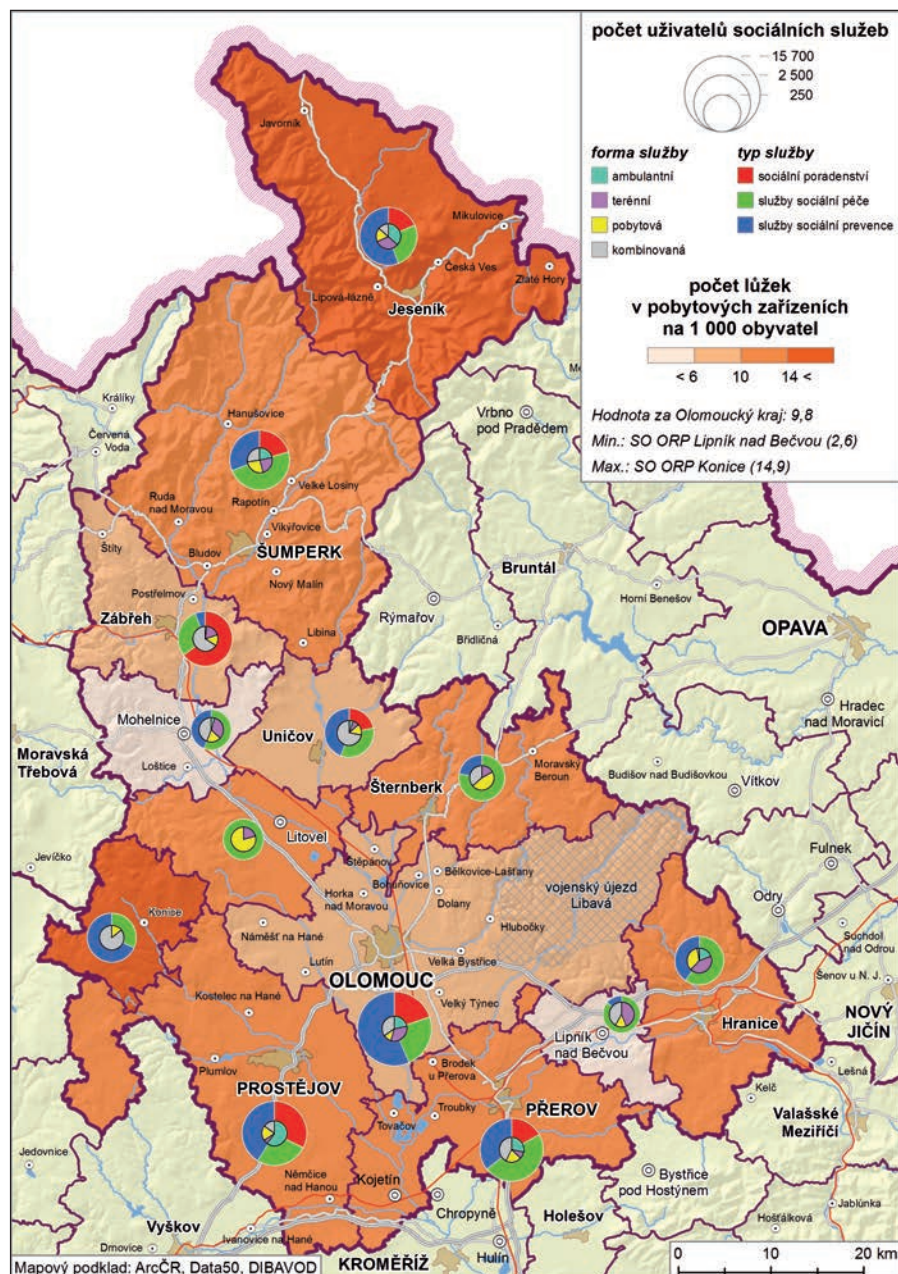 počet uživatelů sociálních služeb
15 700
2 500
250
forma služby
ambulantní
terénní
pobytová
kombinovaná
typ služby
sociální poradenství
služby sociální péče
služby sociální prevence
počet lůžek
v pobytových zařízeních
na 1 000 obyvatel
< 6 10 14 <
Hodnota za Olomoucký kraj: 9,8
Min.: SO ORP Lipník nad Bečvou (2,6)
Max.: SO ORP Konice (14,9)
Javorník
Mikulovice
Česká Ves
Zlaté Hory
Lipová-lázně
Jeseník
Králíky
Hanušovice
Vrbno
pod Pradědem
Červená
Voda
Velké Losiny
Ruda
nad Moravou
Rapotín
Vikýřovice
Štíty
Bludov
ŠUMPERK
Nový Malín
Bruntál
Postřelmov
Horní Benešov
Rýmařov
Zábřeh
Libina
Břidličná
OPAVA
Mohelnice
Uničov
Hradec
nad Moravicí
Moravská
Třebová
Loštice
Moravský
Beroun
Budišov nad Budišovkou
Šternberk
Vítkov
Litovel
Jevíčko
Štěpánov
Bohuňovice
Bělkovice-Lašťany
Fulnek
Horka
nad Moravou
Dolany
vojenský újezd
Libavá
Odry
Konice
Náměšť na Hané
Hlubočky
Suchdol
nad Odrou
Lutín
OLOMOUC
Velká Bystřice
Šenov u N. J.
Kostelec na Hané
Velký Týnec
NOVÝ
JIČÍN
Hranice
Lipník
nad Bečvou
Plumlov
Brodek
u Přerova
Lešná
PROSTĚJOV
Kelč
Troubky
PŘEROV
Valašské
Meziříčí
Tovačov
Jedovnice
Němčice
nad Hanou
Kojetín
Bystřice
pod Hostýnem
Chropyně
Jablůnka
Vyškov
Holešov
Ivanovice na Hané
Hošťálková
Drnovice
Hulín
KROMĚŘÍŽ
0 10 20 km
Mapový podklad: ArcČR, Data50, DIBAVOD